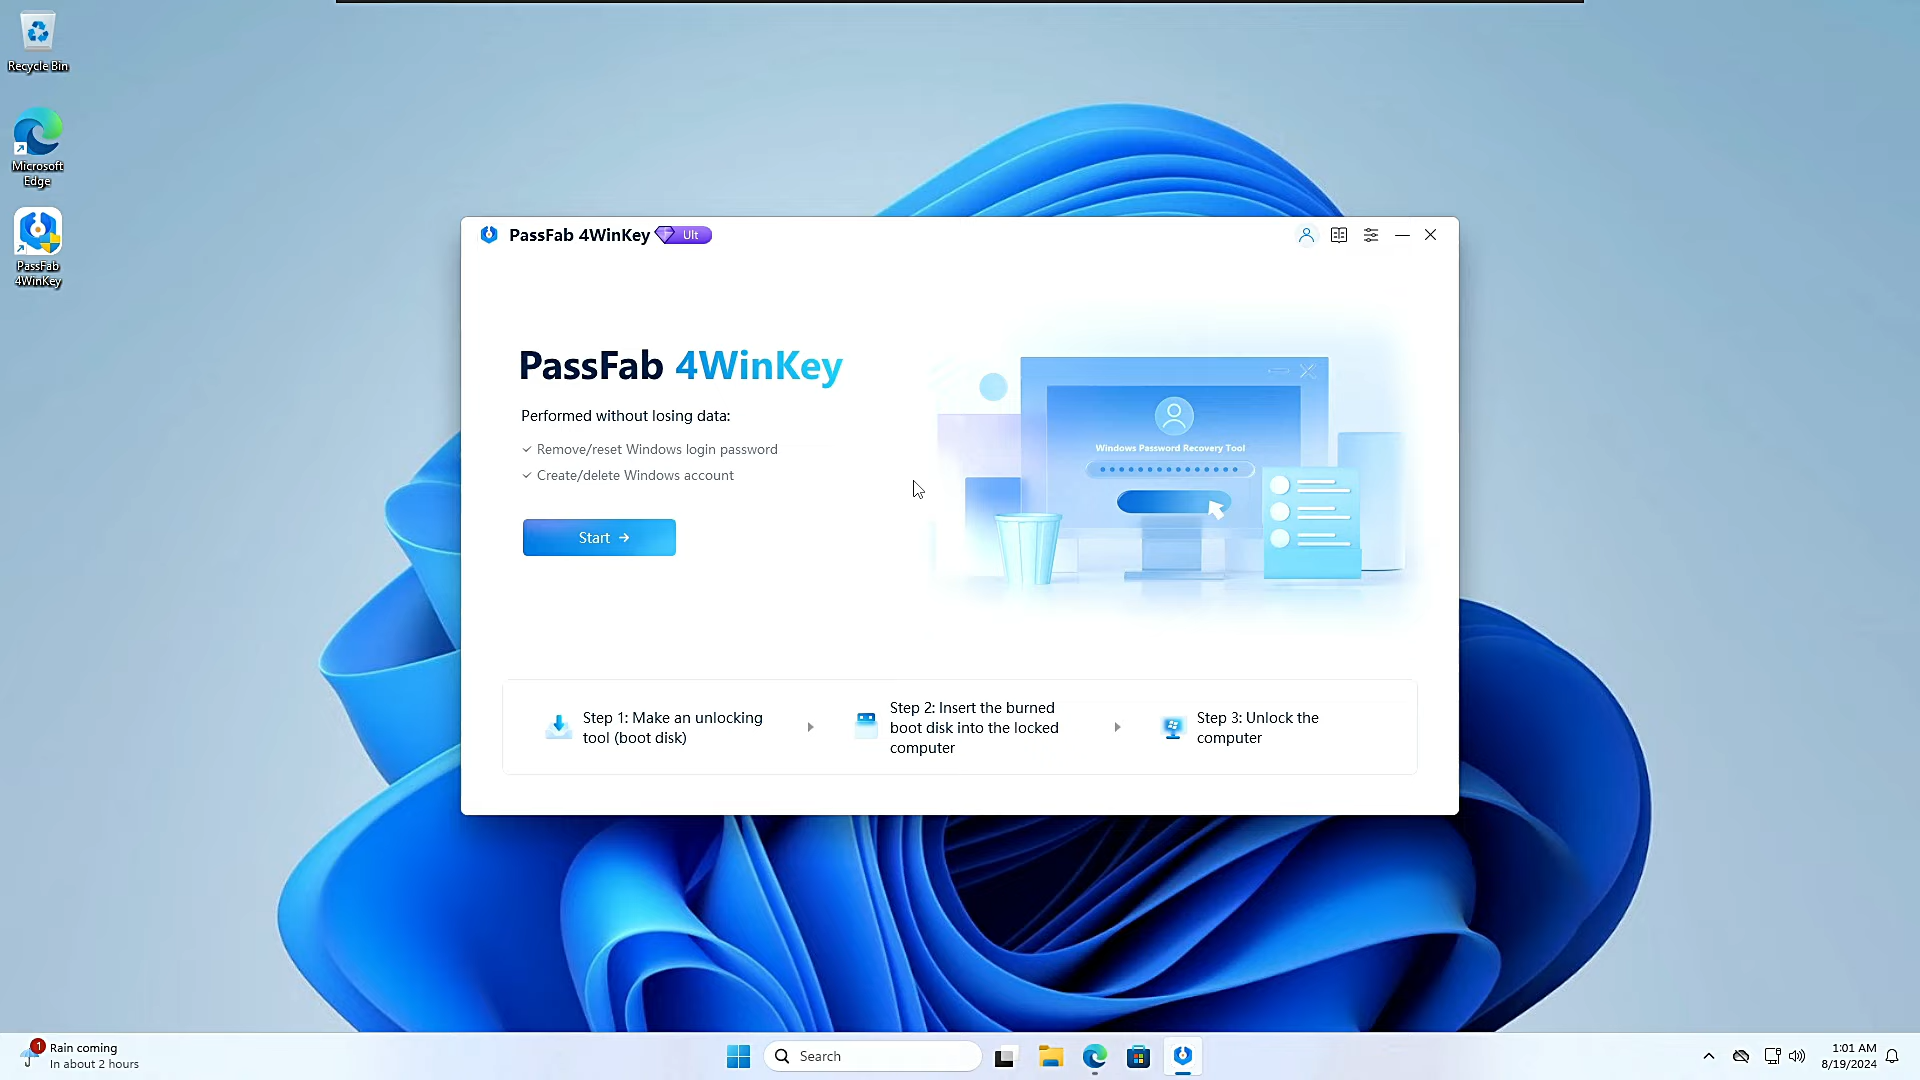 Recycle Bin
Microsoft
Edge
PassFab
4WinKey
PassFab 4WinKey Ult
PassFab 4WinKey
Performed without losing data:
Remove/reset Windows login password
Create/delete Windows account
Start
Windows Password Recovery Tool
Step 1: Make an unlocking
tool (boot disk)
Step 2: Insert the burned
boot disk into the locked
computer
Step 3: Unlock the
computer
1
Rain coming
In about 2 hours
Search
1:01 AM
8/19/2024